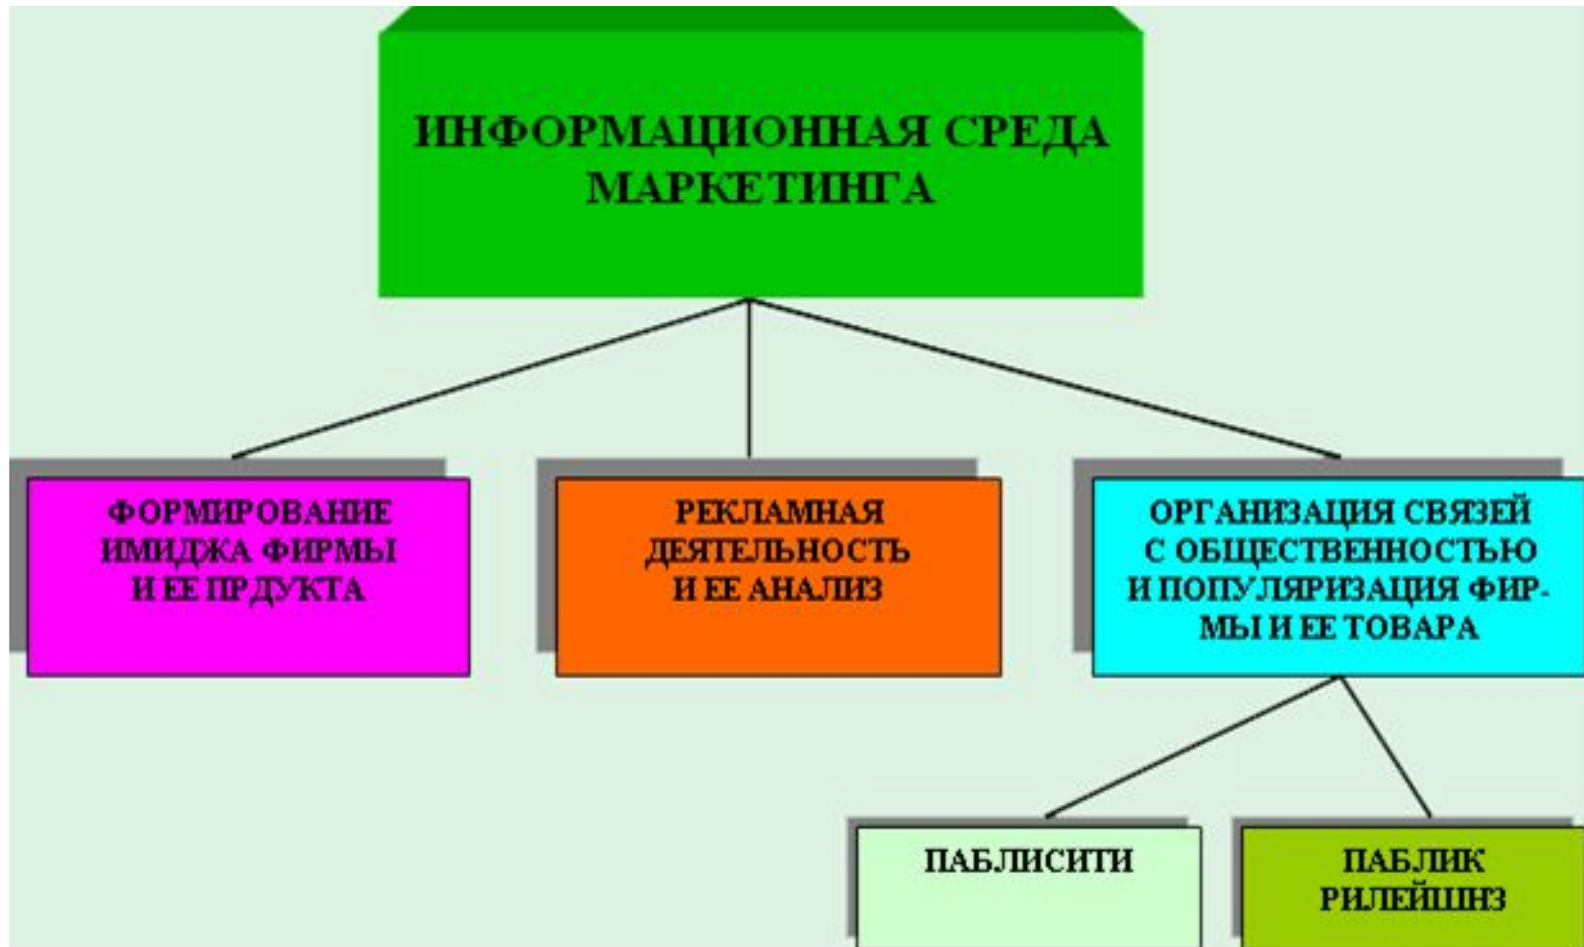 ИНФОРМАЦИОННАЯ СРЕДА
МАРКЕТИНГА
ФОРМИРОВАНИЕ
ИМИДЖА ФИРМЫ
И ЕЕ ПРДУКТА
РЕКЛАМНАЯ
ДЕЯТЕЛЬНОСТЬ
И ЕЕ АНАЛИЗ
ОРГАНИЗАЦИЯ СВЯЗЕЙ
С ОБЩЕСТВЕННОСТЬЮ
И ПОПУЛЯРИЗАЦИЯ ФИР-
МЫ И ЕЕ ТОВАРА
ПАБЛИСИТИ
ПАБЛИК
РИЛЕЙШНЗ